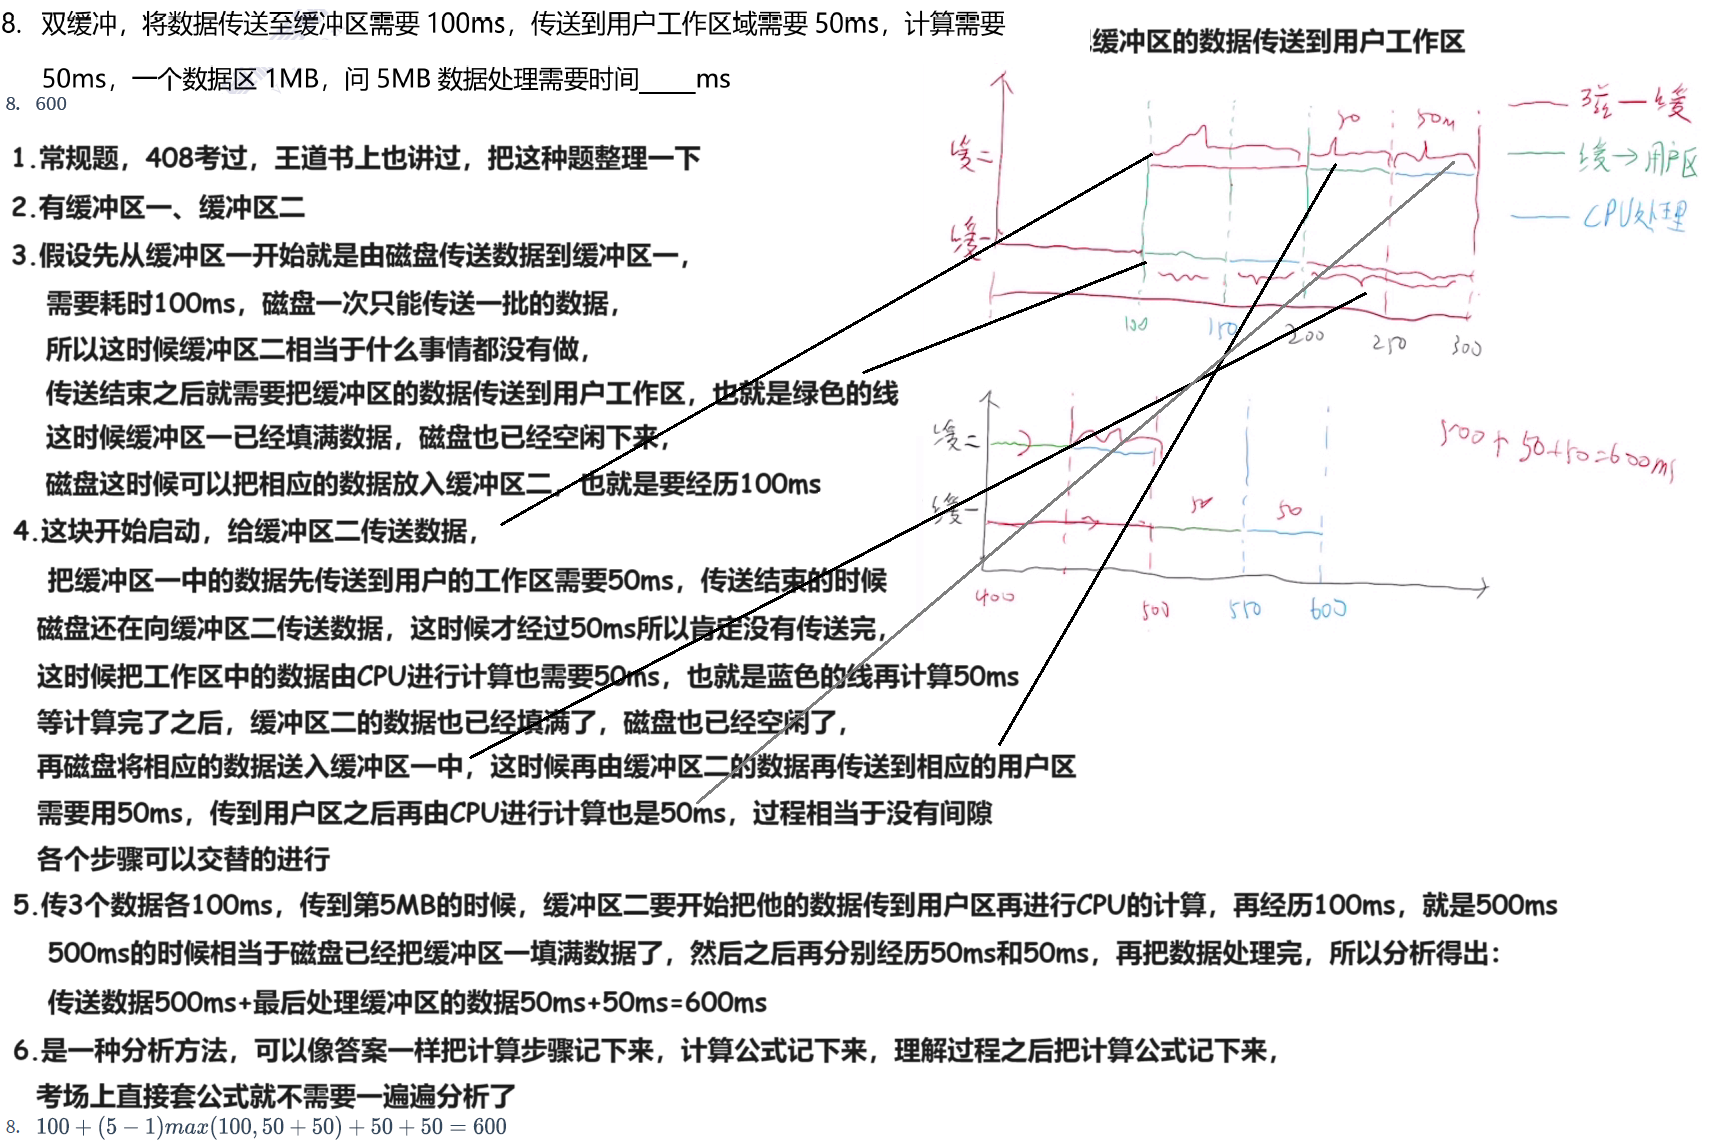 8. 双缓冲，将数据传送至缓冲区需要 100ms，传送到用户工作区域需要 50ms，计算需要
50ms，一个数据区 1MB，问 5MB 数据处理需要时间____ms
8. 600
1.常规题，408考过，王道书上也讲过，把这种题整理一下
2.有缓冲区一、缓冲区二
3.假设先从缓冲区一开始就是由磁盘传送数据到缓冲区一，
需要耗时100ms，磁盘一次只能传送一批的数据，
所以这时候缓冲区二相当于什么事情都没有做，
传送结束之后就需要把缓冲区的数据传送到用户工作区，也就是绿色的线
这时候缓冲区一已经填满数据，磁盘也已经空闲下来，
磁盘这时候可以把相应的数据放入缓冲区二，也就是要经历100ms
4.这块开始启动，给缓冲区二传送数据，
把缓冲区一中的数据先传送到用户的工作区需要50ms，传送结束的时候
磁盘还在向缓冲区二传送数据，这时候才经过50ms所以肯定没有传送完，
这时候把工作区中的数据由CPU进行计算也需要50ms，也就是蓝色的线再计算50ms
等计算完了之后，缓冲区二的数据也已经填满了，磁盘也已经空闲了，
再磁盘将相应的数据送入缓冲区一中，这时候再由缓冲区二的数据再传送到相应的用户区
需要用50ms，传到用户区之后再由CPU进行计算也是50ms，过程相当于没有间隙
各个步骤可以交替的进行
5.传3个数据各100ms，传到第5MB的时候，缓冲区二要开始把他的数据传到用户区再进行CPU的计算，再经历100ms，就是500ms
500ms的时候相当于磁盘已经把缓冲区一填满数据了，然后之后再分别经历50ms和50ms，再把数据处理完，所以分析得出：
传送数据500ms+最后处理缓冲区的数据50ms+50ms=600ms
6.是一种分析方法，可以像答案一样把计算步骤记下来，计算公式记下来，理解过程之后把计算公式记下来，
考场上直接套公式就不需要一遍遍分析了
8. 100 + (5 − 1)max(100, 50 + 50) + 50 + 50 = 600
缓冲区的数据传送到用户工作区
磁—缓
缓→用户区
CPU处理
50
50m
缓二
缓一
100
150
200
250
300
缓二
缓一
50
50
400
500
550
600
500+50+50=600ms